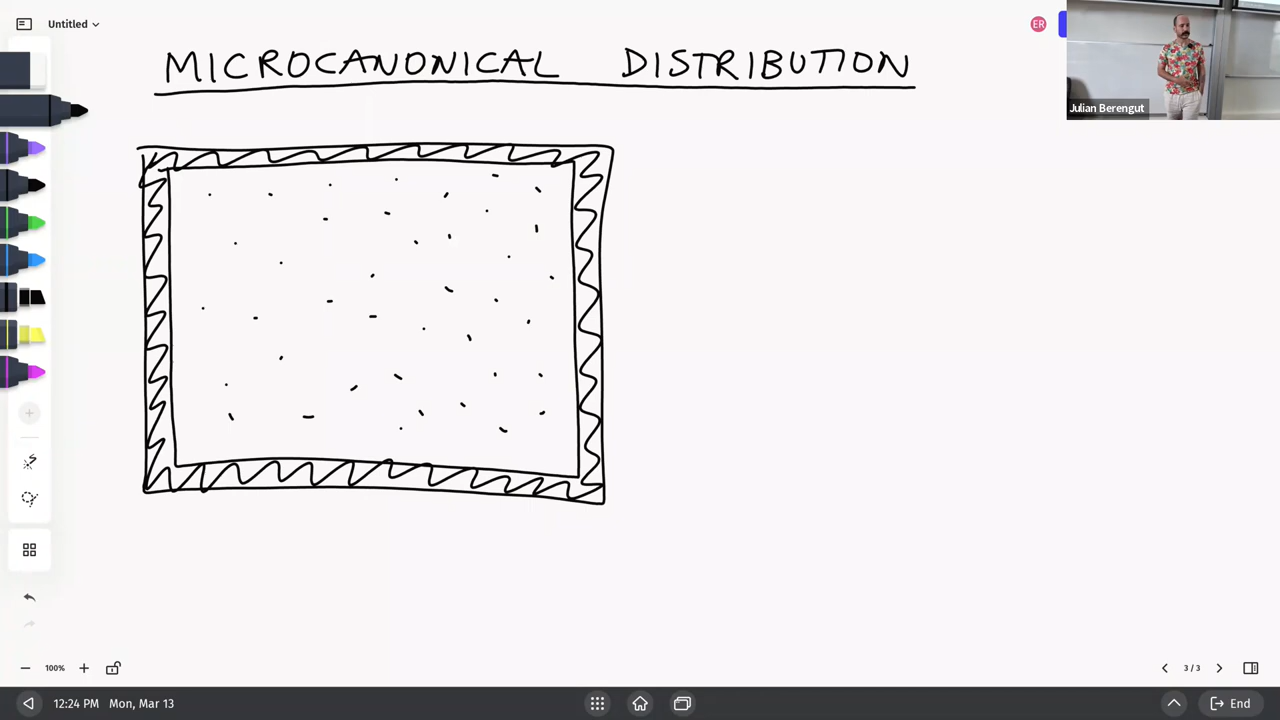 Untitled
ER
MICROCANONICAL DISTRIBUTION
Julian Berengut
100%
3 / 3
12:24 PM Mon, Mar 13
End